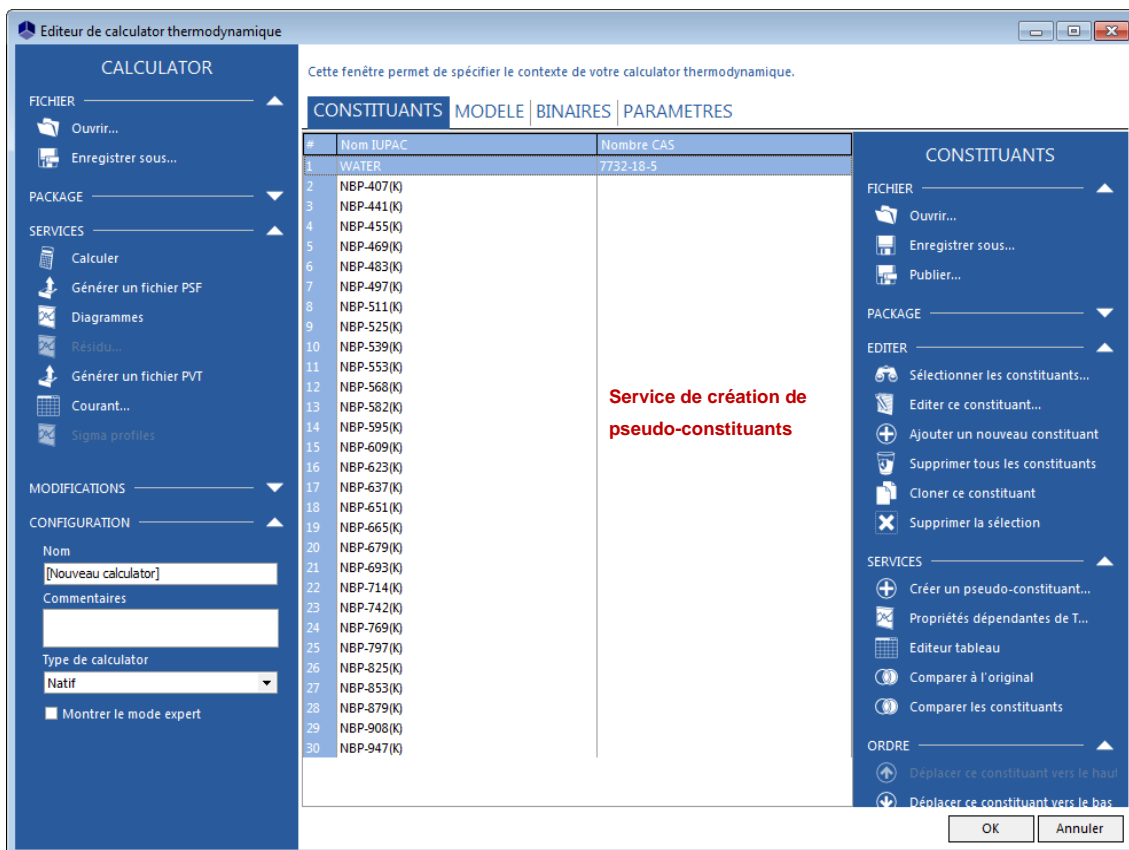 Editeur de calculator thermodynamique
CALCULATOR
FICHIER
Ouvrir...
Enregistrer sous...
PACKAGE
SERVICES
Calculer
Générer un fichier PSF
Diagrammes
Résidu...
Générer un fichier PVT
Courant...
Sigma profiles
MODIFICATIONS
CONFIGURATION
Nom
[Nouveau calculator]
Commentaires
Type de calculator
Natif
Montrer le mode expert
Cette fenêtre permet de spécifier le contexte de votre calculator thermodynamique.
CONSTITUANTS MODELE BINAIRES PARAMETRES
# Nom IUPAC Nombre CAS
1 WATER 7732-18-5
2 NBP-407(K)
3 NBP-441(K)
4 NBP-455(K)
5 NBP-469(K)
6 NBP-483(K)
7 NBP-497(K)
8 NBP-511(K)
9 NBP-525(K)
10 NBP-539(K)
11 NBP-553(K)
12 NBP-568(K)
13 NBP-582(K)
14 NBP-595(K)
15 NBP-609(K)
16 NBP-623(K)
17 NBP-637(K)
18 NBP-651(K)
19 NBP-665(K)
20 NBP-679(K)
21 NBP-693(K)
22 NBP-714(K)
23 NBP-742(K)
24 NBP-769(K)
25 NBP-797(K)
26 NBP-825(K)
27 NBP-853(K)
28 NBP-879(K)
29 NBP-908(K)
30 NBP-947(K)
Service de création de
pseudo-constituants
CONSTITUANTS
FICHIER
Ouvrir...
Enregistrer sous...
Publier...
PACKAGE
EDITER
Sélectionner les constituants...
Editer ce constituant...
Ajouter un nouveau constituant
Supprimer tous les constituants
Cloner ce constituant
Supprimer la sélection
SERVICES
Créer un pseudo-constituant...
Propriétés dépendantes de T...
Editeur tableau
Comparer à l'original
Comparer les constituants
ORDRE
Déplacer ce constituant vers le haut
Déplacer ce constituant vers le bas
OK
Annuler